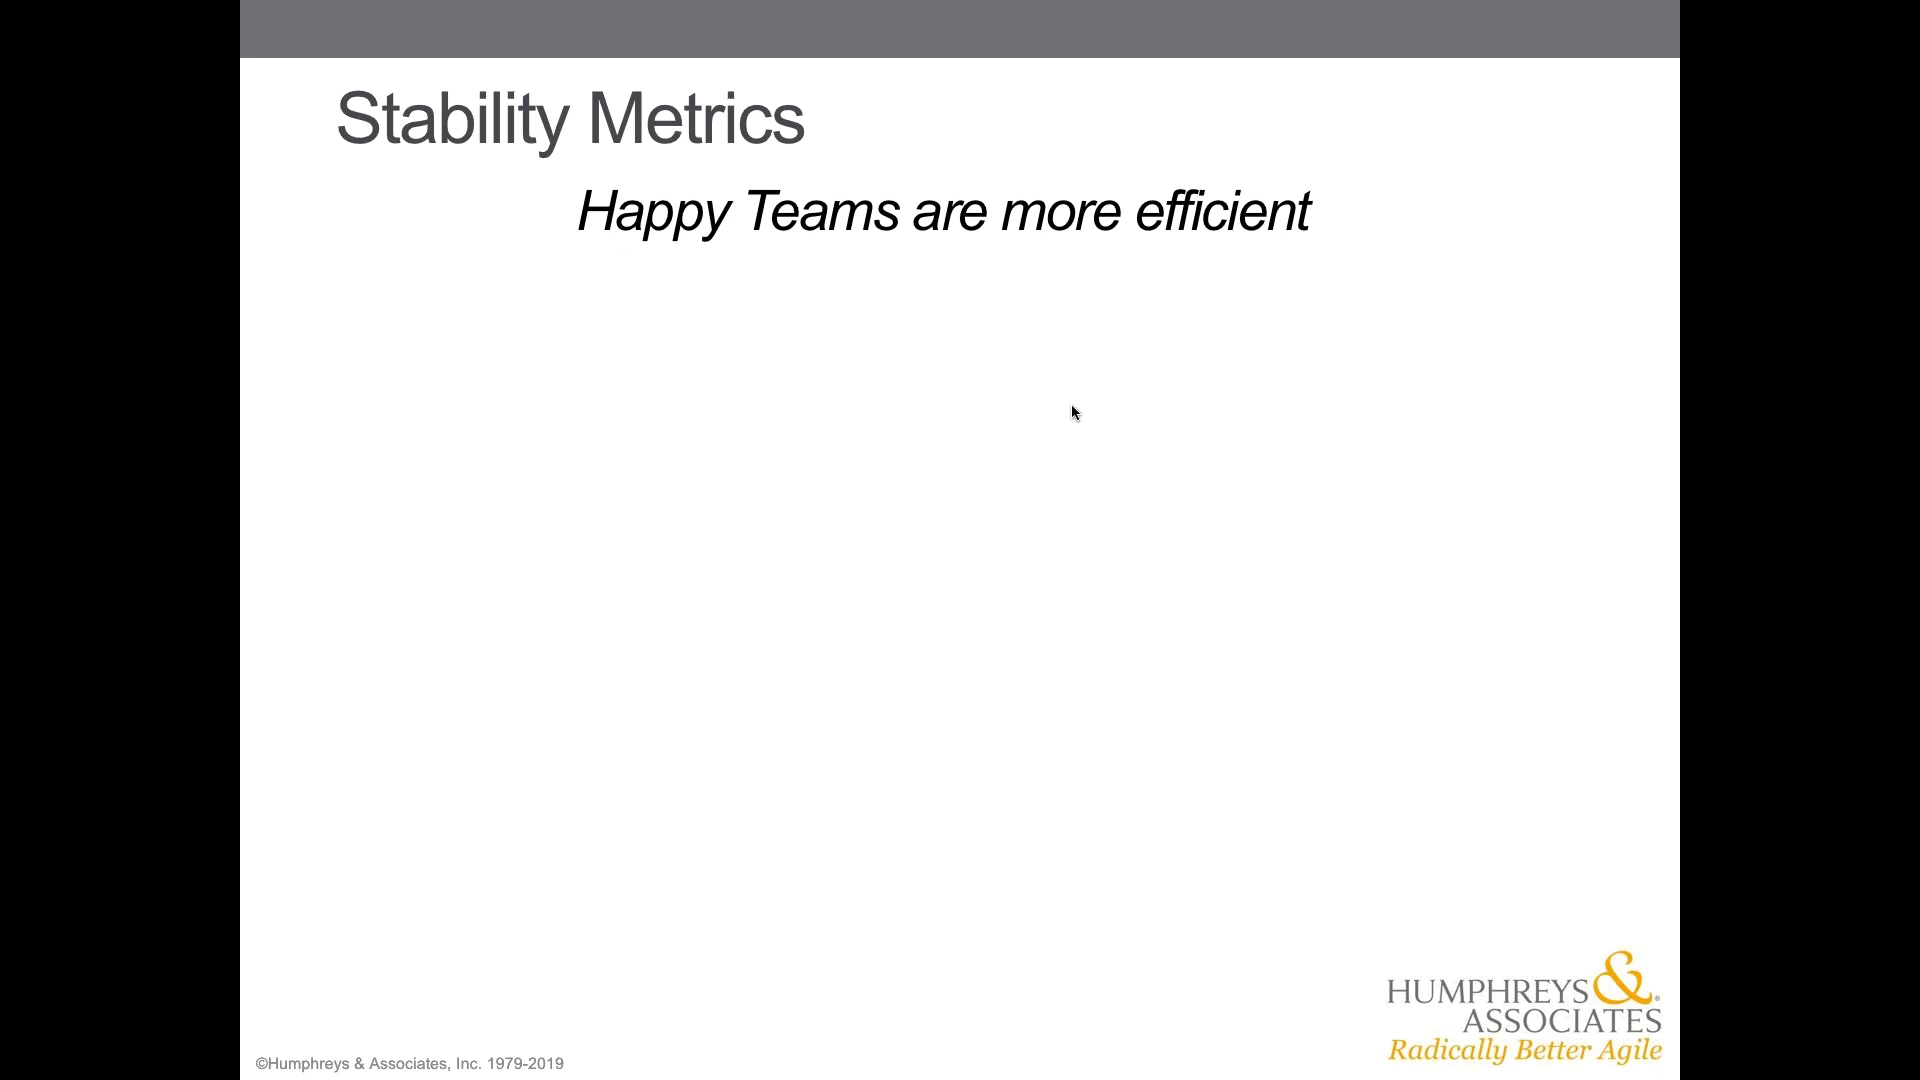 Stability Metrics
Happy Teams are more efficient
HUMPHREYS &®
ASSOCIATES
Radically Better Agile
©Humphreys & Associates, Inc. 1979-2019